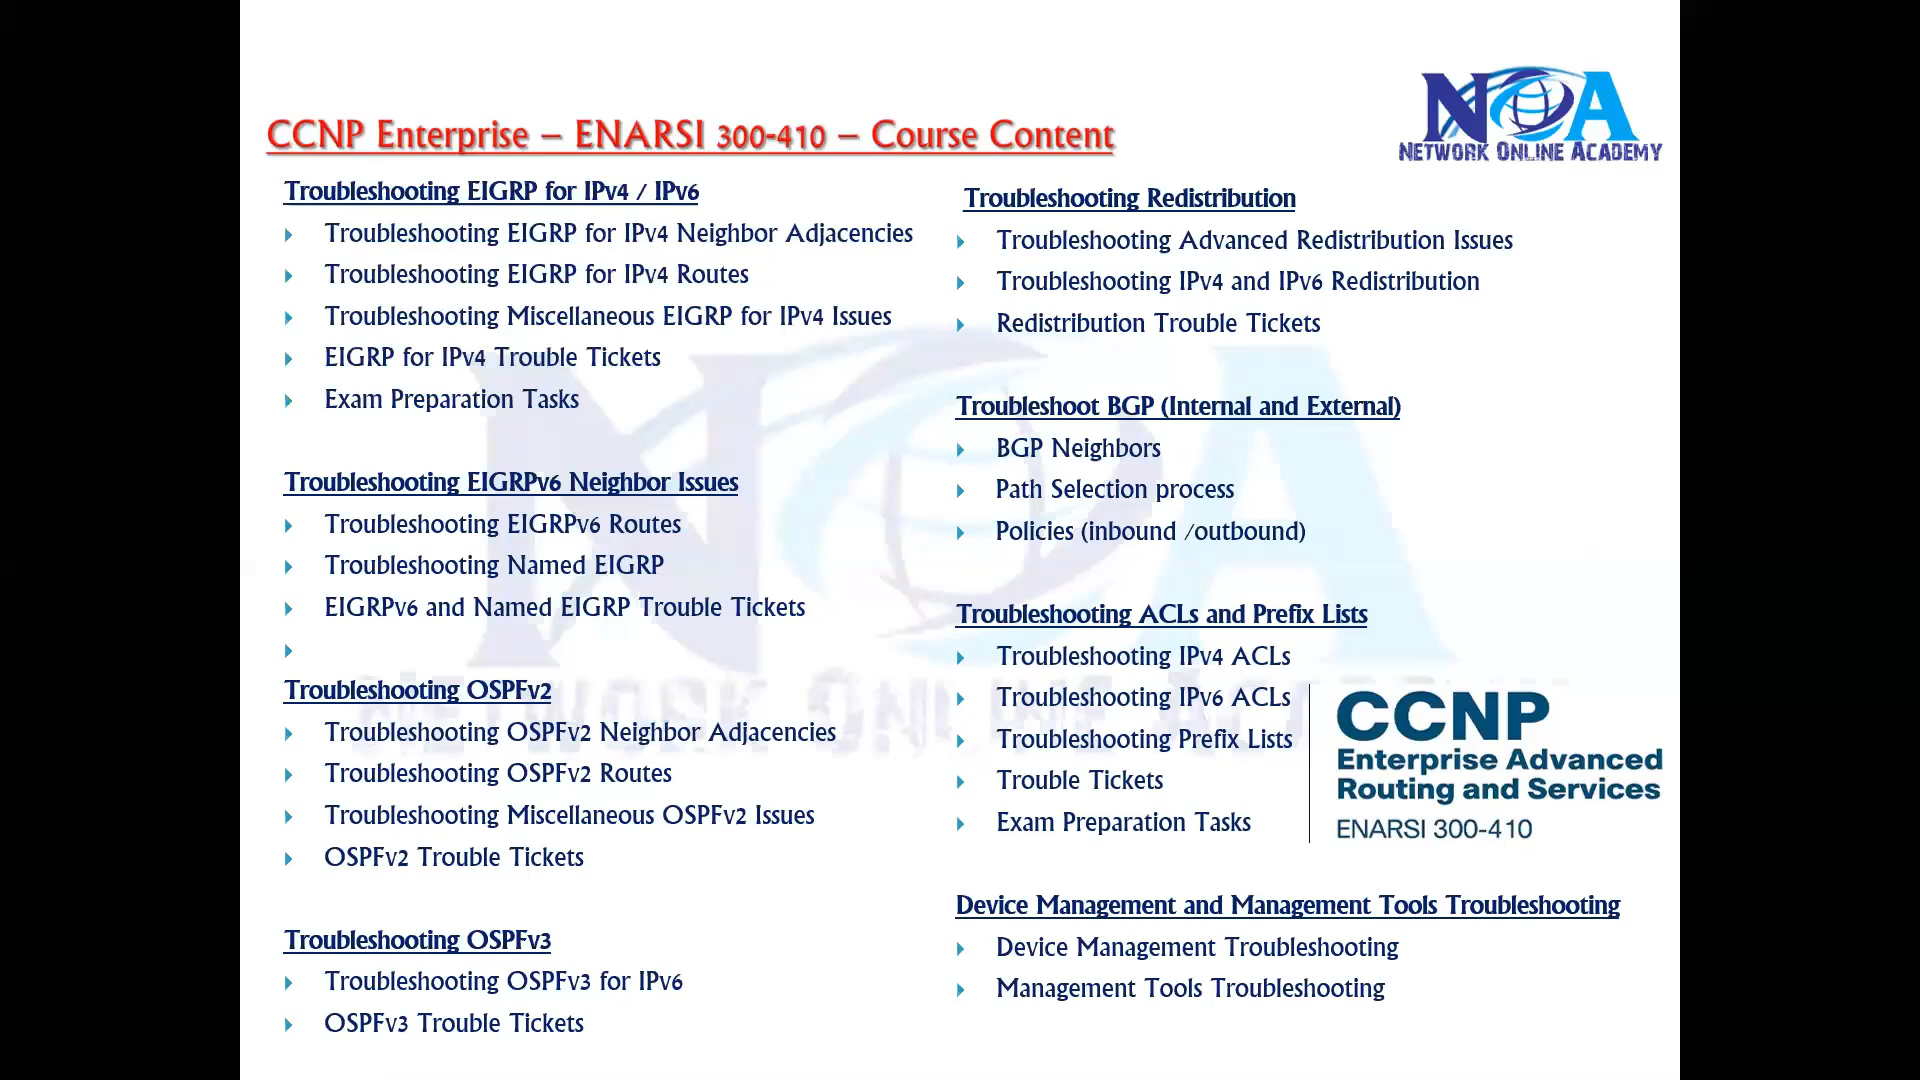 NOA
NETWORK ONLINE ACADEMY
CCNP Enterprise – ENARSI 300-410 – Course Content
Troubleshooting EIGRP for IPv4 / IPv6
Troubleshooting EIGRP for IPv4 Neighbor Adjacencies
Troubleshooting EIGRP for IPv4 Routes
Troubleshooting Miscellaneous EIGRP for IPv4 Issues
EIGRP for IPv4 Trouble Tickets
Exam Preparation Tasks
Troubleshooting EIGRPv6 Neighbor Issues
Troubleshooting EIGRPv6 Routes
Troubleshooting Named EIGRP
EIGRPv6 and Named EIGRP Trouble Tickets
Troubleshooting OSPFv2
Troubleshooting OSPFv2 Neighbor Adjacencies
Troubleshooting OSPFv2 Routes
Troubleshooting Miscellaneous OSPFv2 Issues
OSPFv2 Trouble Tickets
Troubleshooting OSPFv3
Troubleshooting OSPFv3 for IPv6
OSPFv3 Trouble Tickets
Troubleshooting Redistribution
Troubleshooting Advanced Redistribution Issues
Troubleshooting IPv4 and IPv6 Redistribution
Redistribution Trouble Tickets
Troubleshoot BGP (Internal and External)
BGP Neighbors
Path Selection process
Policies (inbound /outbound)
Troubleshooting ACLs and Prefix Lists
Troubleshooting IPv4 ACLs
Troubleshooting IPv6 ACLs
Troubleshooting Prefix Lists
Trouble Tickets
Exam Preparation Tasks
Device Management and Management Tools Troubleshooting
Device Management Troubleshooting
Management Tools Troubleshooting
CCNP
Enterprise Advanced
Routing and Services
ENARSI 300-410
NOA
NETWORK ONLINE